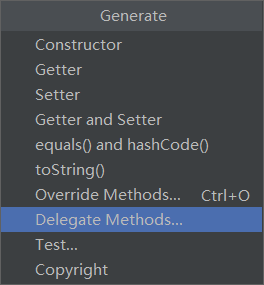 Generate
Constructor
Getter
Setter
Getter and Setter
equals() and hashCode()
toString()
Override Methods... Ctrl+O
Delegate Methods...
Test...
Copyright